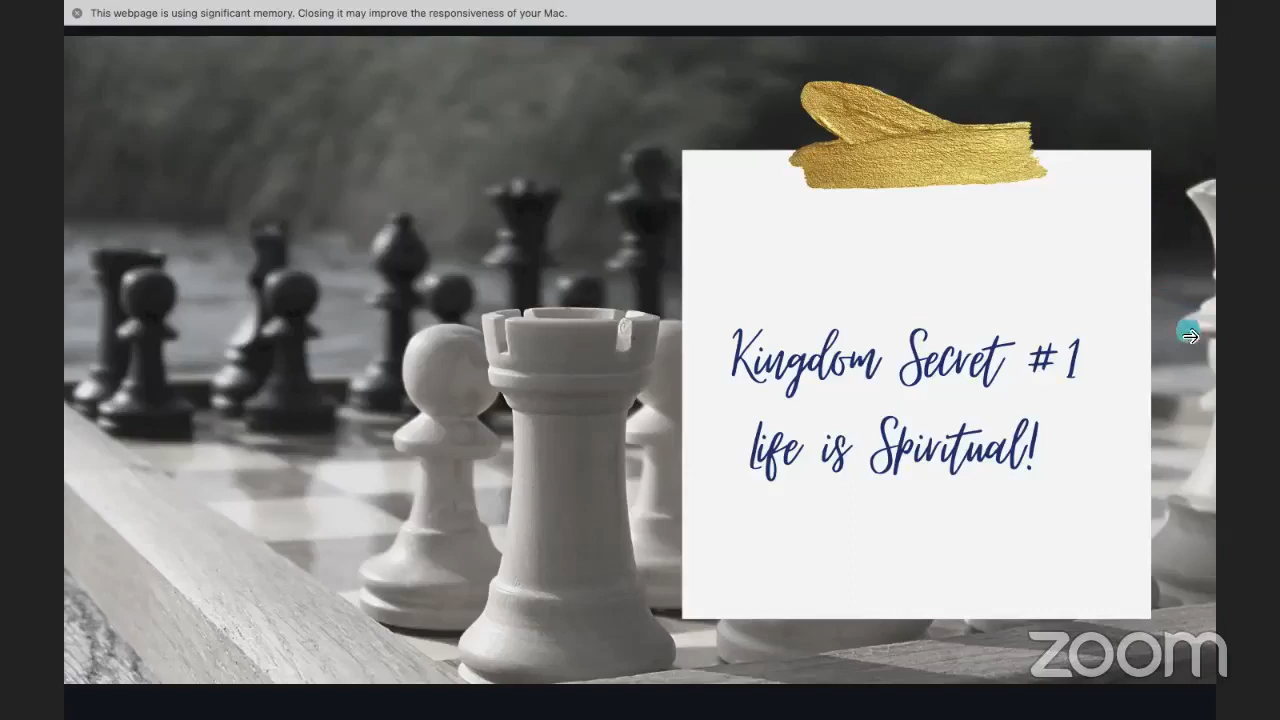 This webpage is using significant memory. Closing it may improve the responsiveness of your Mac.
Kingdom Secret #1
Life is Spiritual!
zoom